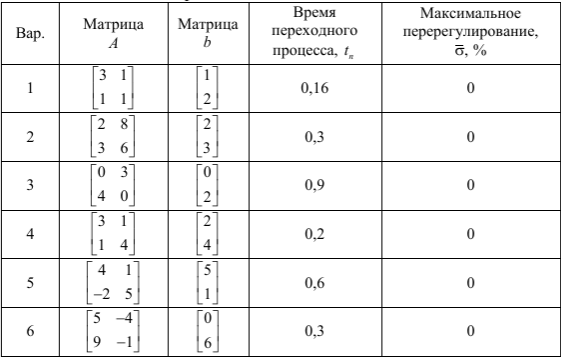 Вар. Матрица A Матрица b Время переходного процесса, tп Максимальное перерегулирование, σ̅, %
1 [3 1; 1 1] [1; 2] 0,16 0
2 [2 8; 3 6] [2; 3] 0,3 0
3 [0 3; 4 0] [0; 2] 0,9 0
4 [3 1; 1 4] [2; 4] 0,2 0
5 [4 1; −2 5] [5; 1] 0,6 0
6 [5 −4; 9 −1] [0; 6] 0,3 0